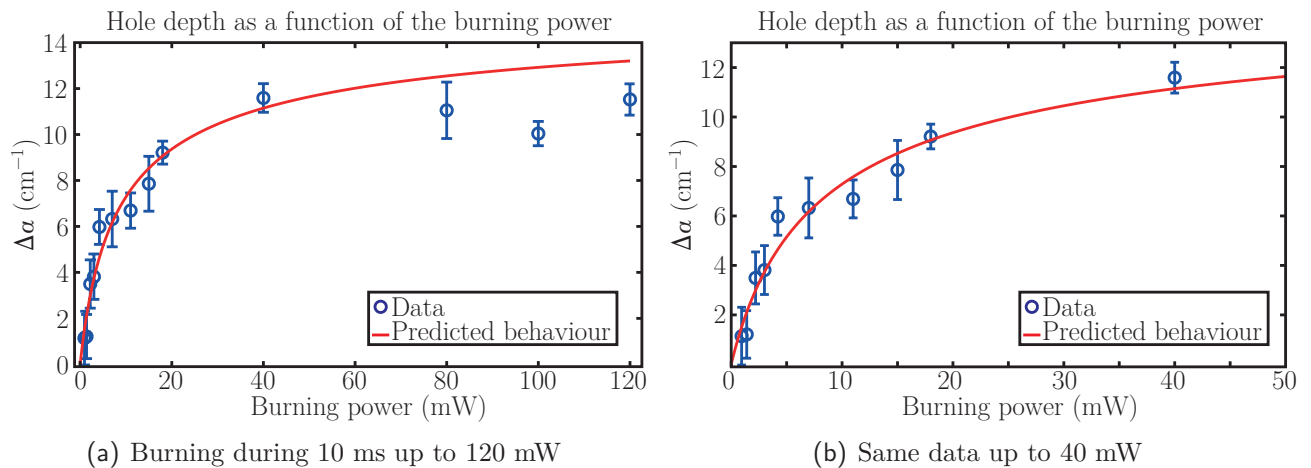 Hole depth as a function of the burning power
14
12
10
8
6
4
2
0
Δα (cm⁻¹)
0 20 40 60 80 100 120
Burning power (mW)
Data
Predicted behaviour
(a) Burning during 10 ms up to 120 mW
Hole depth as a function of the burning power
12
10
8
6
4
2
Δα (cm⁻¹)
0 10 20 30 40 50
Burning power (mW)
Data
Predicted behaviour
(b) Same data up to 40 mW